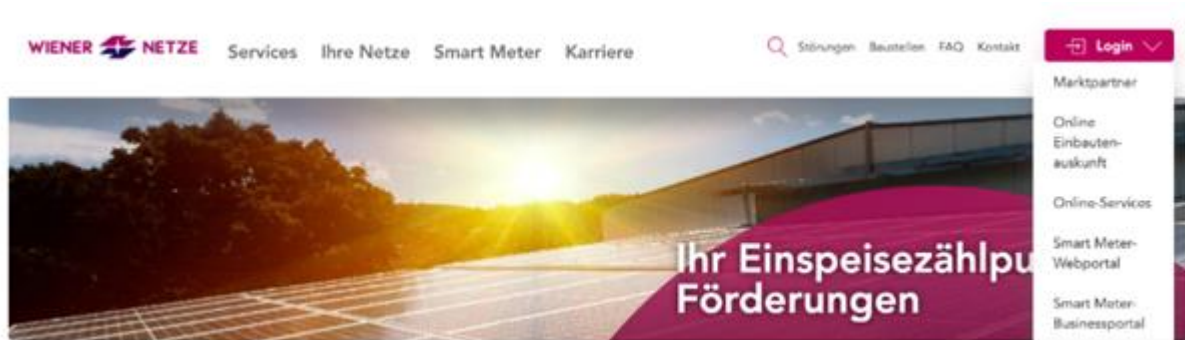 WIENER NETZE
Services Ihre Netze Smart Meter Karriere
Störungen Baustellen FAQ Kontakt
Login
Marktpartner
Online
Einbauten-
auskunft
Online-Services
Smart Meter-
Webportal
Smart Meter-
Businessportal
Ihr Einspeisezählpu
Förderungen